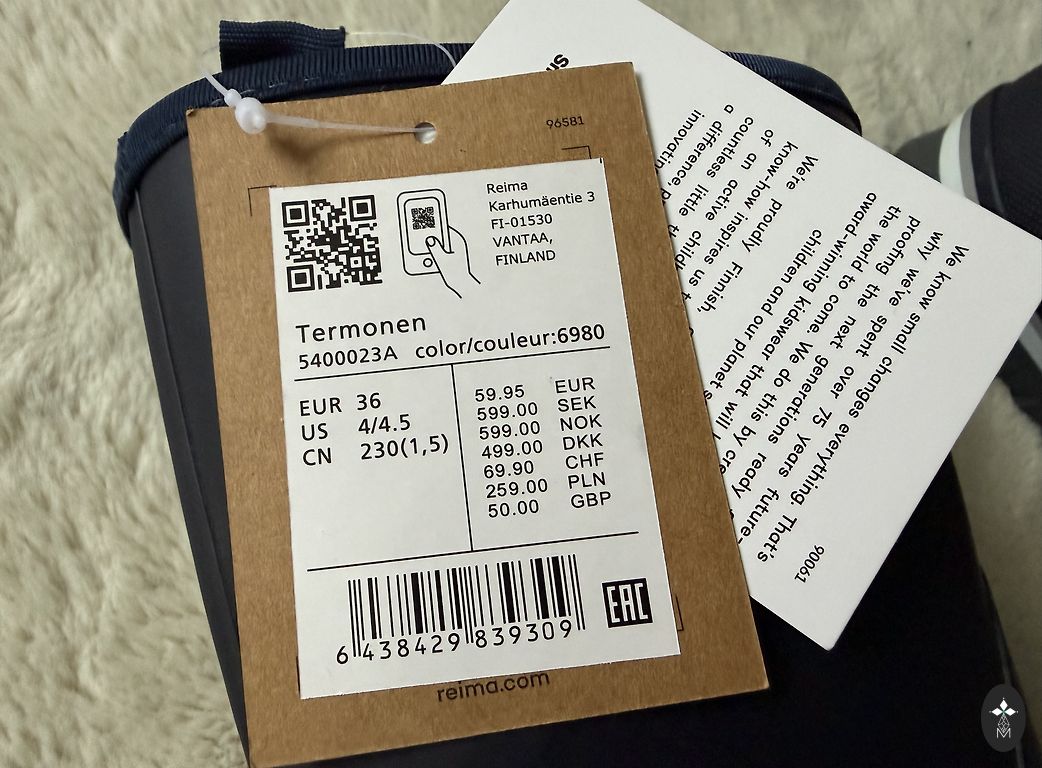 96581
Reima
Karhumäentie 3
FI-01530
VANTAA,
FINLAND
Termonen
5400023A color/couleur:6980
EUR 36
US 4/4.5
CN 230(1,5)
59.95 EUR
599.00 SEK
599.00 NOK
499.00 DKK
69.90 CHF
259.00 PLN
50.00 GBP
6 438429 839309
EAC
reima.com
We know small changes everything. That's
why we've spent over 75 years future-
proofing the next generations ready
the world to come. We do this by
award-winning kidswear that will
children and our planet
We're proudly Finnish,
know-how inspires us
of an active
countless little
a difference,
90061
M